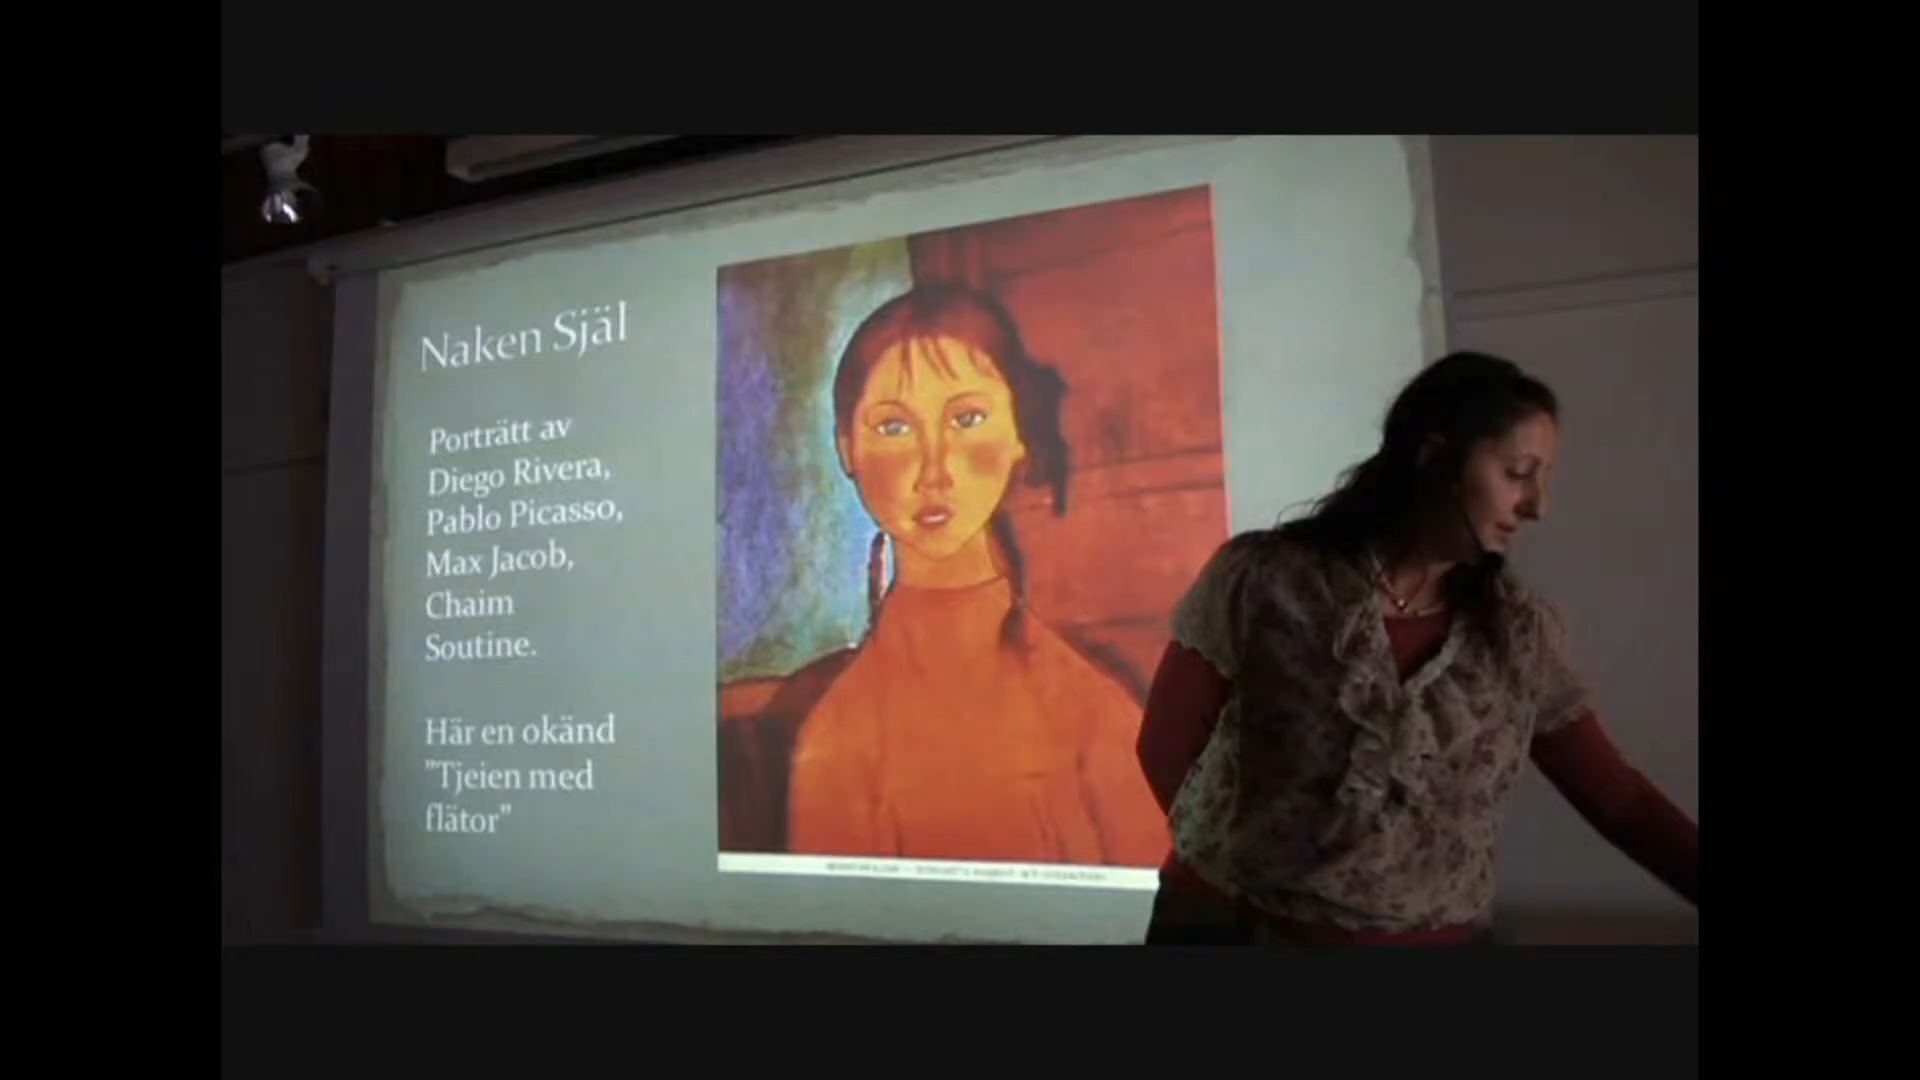 Naken Själ
Porträtt av
Diego Rivera,
Pablo Picasso,
Max Jacob,
Chaim
Soutine.
Här en okänd
"Tjeien med
flätor"